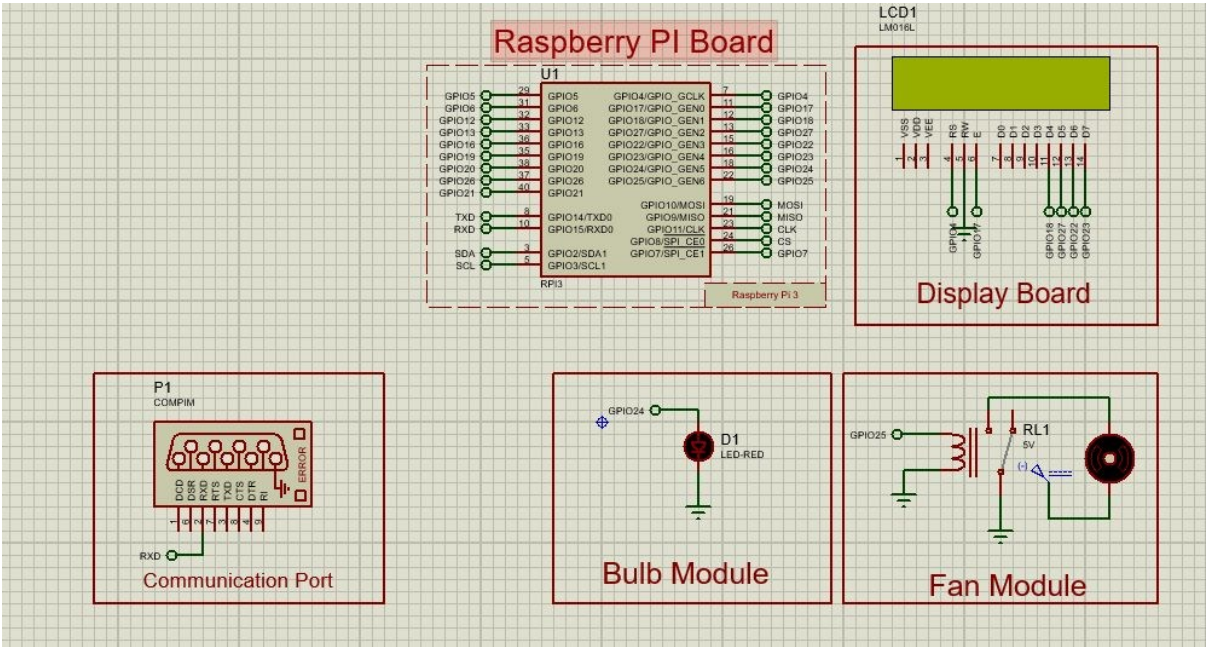 LCD1
LM016L
Raspberry PI Board
U1
GPIO5 29 GPIO5 GPIO4/GPIO_GCLK 7 GPIO4
GPIO6 31 GPIO6 GPIO17/GPIO_GEN0 11 GPIO17
GPIO12 32 GPIO12 GPIO18/GPIO_GEN1 12 GPIO18
GPIO13 33 GPIO13 GPIO27/GPIO_GEN2 13 GPIO27
GPIO16 36 GPIO16 GPIO22/GPIO_GEN3 15 GPIO22
GPIO19 35 GPIO19 GPIO23/GPIO_GEN4 16 GPIO23
GPIO20 38 GPIO20 GPIO24/GPIO_GEN5 18 GPIO24
GPIO26 37 GPIO26 GPIO25/GPIO_GEN6 22 GPIO25
GPIO21 40 GPIO21
GPIO10/MOSI 19 MOSI
TXD 8 GPIO14/TXD0 GPIO9/MISO 21 MISO
RXD 10 GPIO15/RXD0 GPIO11/CLK 23 CLK
GPIO8/SPI_CE0 24 CS
SDA 3 GPIO2/SDA1 GPIO7/SPI_CE1 26 GPIO7
SCL 5 GPIO3/SCL1
RPI3
Raspberry Pi 3
VSS VDD VEE RS RW E D0 D1 D2 D3 D4 D5 D6 D7
1 2 3 4 5 6 7 8 9 10 11 12 13 14
GPIO4 GPIO17 GPIO18 GPIO27 GPIO22 GPIO23
Display Board
P1
COMPIM
ERROR
DCD DSR RXD RTS TXD CTS DTR RI
1 6 2 7 3 8 4 9
RXD
Communication Port
GPIO24
D1
LED-RED
Bulb Module
GPIO25
RL1
5V
(-)
Fan Module